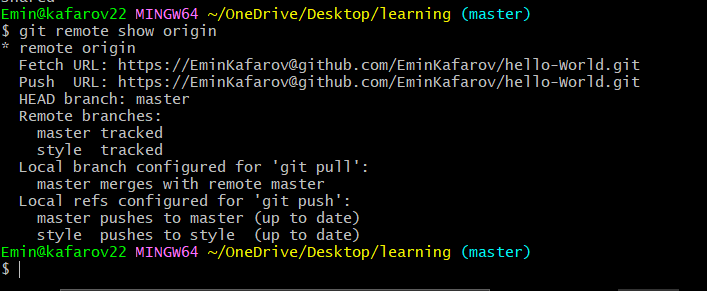 Emin@kafarov22 MINGW64 ~/OneDrive/Desktop/learning (master)
$ git remote show origin
* remote origin
  Fetch URL: https://EminKafarov@github.com/EminKafarov/hello-World.git
  Push  URL: https://EminKafarov@github.com/EminKafarov/hello-World.git
  HEAD branch: master
  Remote branches:
    master tracked
    style  tracked
  Local branch configured for 'git pull':
    master merges with remote master
  Local refs configured for 'git push':
    master pushes to master (up to date)
    style  pushes to style  (up to date)
Emin@kafarov22 MINGW64 ~/OneDrive/Desktop/learning (master)
$